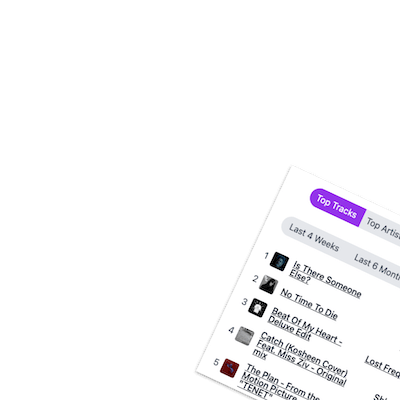 Top Tracks
Top Artis
Last 4 Weeks
Last 6 Mont
1
Is There Someone
Else?
2
No Time To Die
3
Beat Of My Heart -
Deluxe Edit
4
Catch (Kosheen Cover)
Feat. Miss Ziv - Original
mix
Lost Freq
5
The Plan - From the
Motion Picture
"TENET"